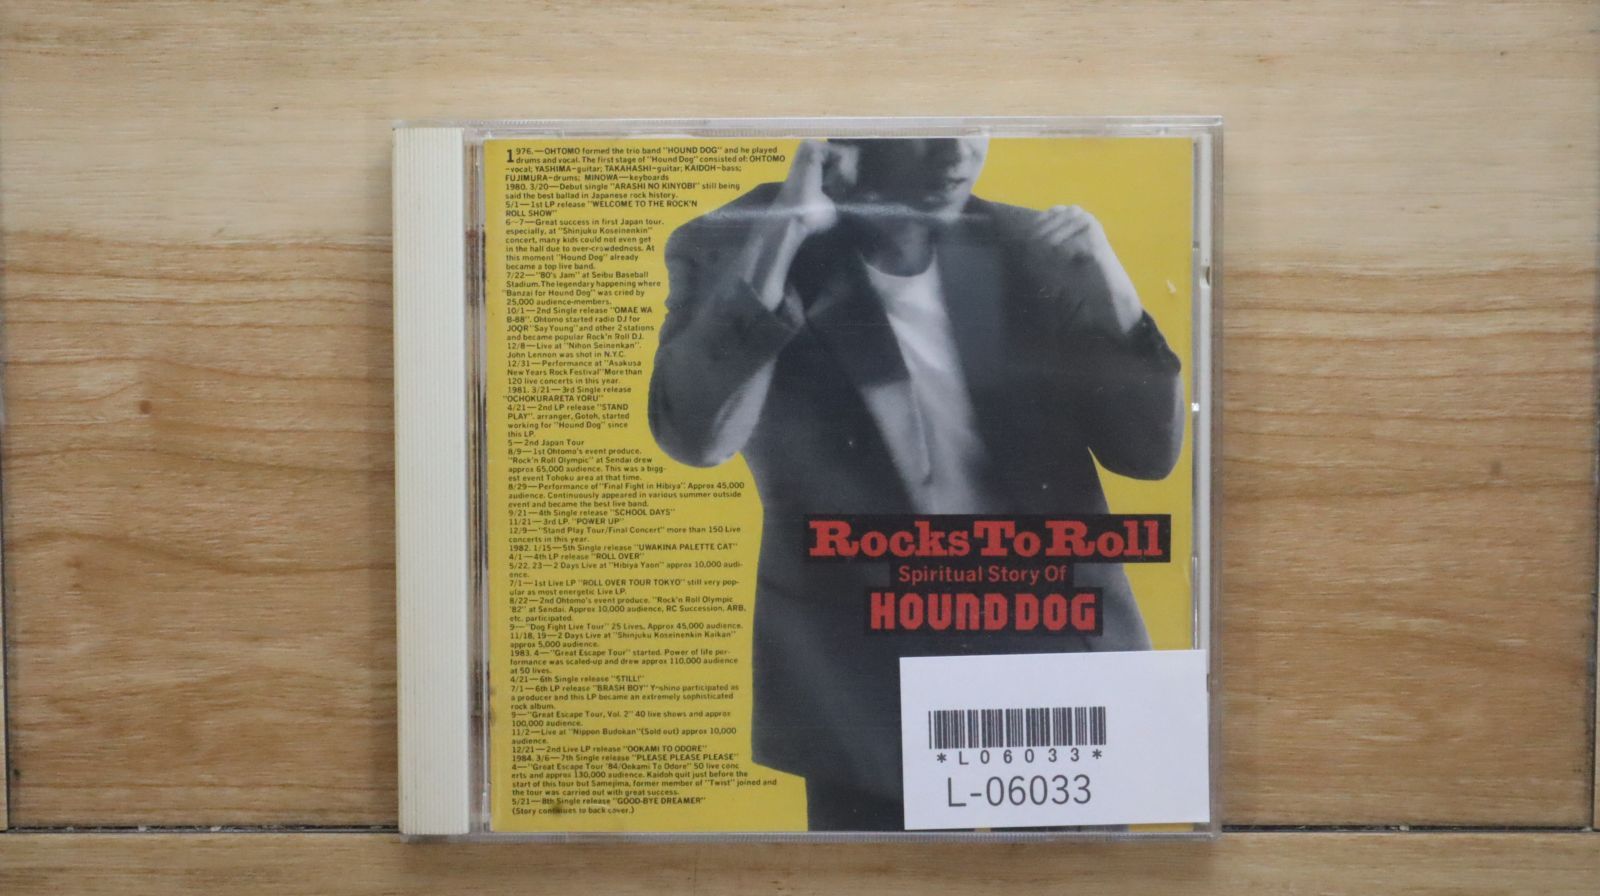 1976.—OHTOMO formed the trio band "HOUND DOG" and he played
drums and vocal. The first stage of "Hound Dog" consisted of: OHTOMO
-vocal; YASHIMA-guitar; TAKAHASHI-guitar; KAIDOH-bass;
FUJIMURA-drums; MINOWA—keyboards
1980. 3/20—Debut single "ARASHI NO KINYOBI" still being
said the best ballad in Japanese rock history.
5/1—1st LP release "WELCOME TO THE ROCK'N
ROLL SHOW"
6~7—Great success in first Japan tour.
especially, at "Shinjuku Koseinenkin"
concert, many kids could not even get
in the hall due to over-crowdedness. At
this moment "Hound Dog" already
became a top live band.
7/22—"80's Jam" at Seibu Baseball
Stadium.The legendary happening where
"Banzai for Hound Dog" was cried by
25,000 audience-members.
10/1—2nd Single release "OMAE WA
B-88". Ohtomo started radio DJ for
JOQR "Say Young"and other 2 stations
and became popular Rock'n Roll D.J.
12/8—Live at "Nihon Seinenkan".
John Lennon was shot in N.Y.C.
12/31—Performance at "Asakusa
New Years Rock Festival"More than
120 live concerts in this year.
1981. 3/21—3rd Single release
"OCHOKURARETA YORU"
4/21—2nd LP release "STAND
PLAY". arranger, Gotoh, started
working for "Hound Dog" since
this LP.
5—2nd Japan Tour
8/9—1st Ohtomo's event produce.
"Rock'n Roll Olympic" at Sendai drew
approx 65,000 audience. This was a bigg-
est event Tohoku area at that time.
8/29—Performance of "Final Fight in Hibiya". Approx 45,000
audience. Continuously appeared in various summer outside
event and became the best live band.
9/21—4th Single release "SCHOOL DAYS"
11/21—3rd LP. "POWER UP"
12/9—"Stand Play Tour/Final Concert" more than 150 Live
concerts in this year.
1982. 1/15—5th Single release "UWAKINA PALETTE CAT"
4/1—4th LP release "ROLL OVER"
5/22, 23—2 Days Live at "Hibiya Yaon" approx 10,000 audi-
ence.
7/1—1st Live LP "ROLL OVER TOUR TOKYO" still very pop-
ular as most energetic Live LP.
8/22—2nd Ohtomo's event produce. "Rock'n Roll Olympic
'82" at Sendai. Approx 10,000 audience, RC Succession, ARB,
etc. participated.
9—"Dog Fight Live Tour" 25 Lives. Approx 45,000 audience.
11/18, 19—2 Days Live at "Shinjuku Koseinenkin Kaikan"
approx 5,000 audience.
1983. 4—"Great Escape Tour" started. Power of life per-
formance was scaled-up and drew approx 110,000 audience
at 50 lives.
4/21—6th Single release "STILL!"
7/1—6th LP release "BRASH BOY" Yoshino participated as
a producer and this LP became an extremely sophisticated
rock album.
9—"Great Escape Tour, Vol. 2" 40 live shows and approx
100,000 audience.
11/2—Live at "Nippon Budokan"(Sold out) approx 10,000
audience.
12/21—2nd Live LP release "OOKAMI TO ODORE"
1984. 3/6—7th Single release "PLEASE PLEASE PLEASE"
4—"Great Escape Tour '84/Ookami To Odore" 50 live conc
erts and approx 130,000 audience. Kaidoh quit just before the
start of this tour but Samejima, former member of "Twist" joined and
the tour was carried out with great success.
5/21—8th Single release "GOOD-BYE DREAMER"
(Story continues to back cover.)
Rocks To Roll
Spiritual Story Of
HOUND DOG
*L06033*
L-06033